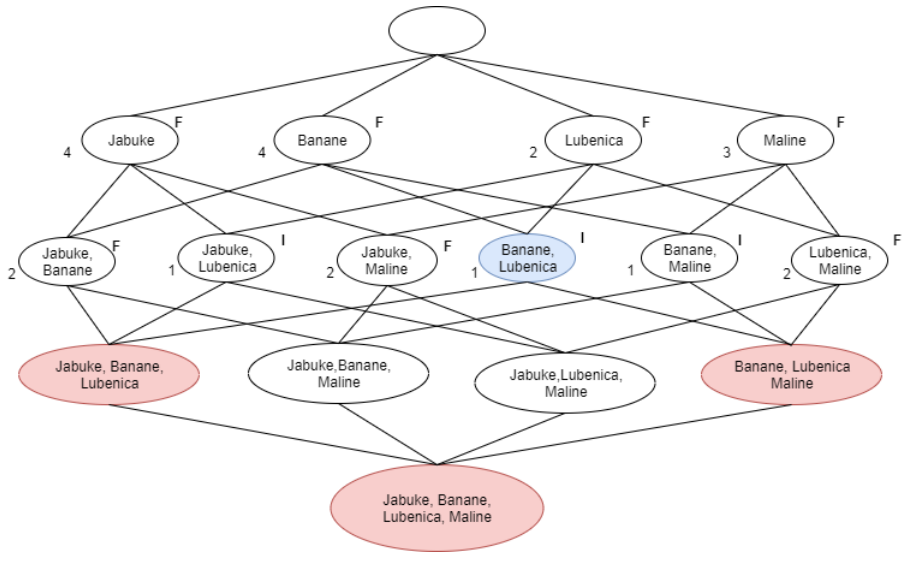 F
F
F
F
Jabuke
Banane
Lubenica
Maline
4
4
2
3
F
I
F
I
I
F
Jabuke,
Banane
Jabuke,
Lubenica
Jabuke,
Maline
Banane,
Lubenica
Banane,
Maline
Lubenica,
Maline
2
1
2
1
1
2
Jabuke, Banane,
Lubenica
Jabuke,Banane,
Maline
Jabuke,Lubenica,
Maline
Banane, Lubenica
Maline
Jabuke, Banane,
Lubenica, Maline